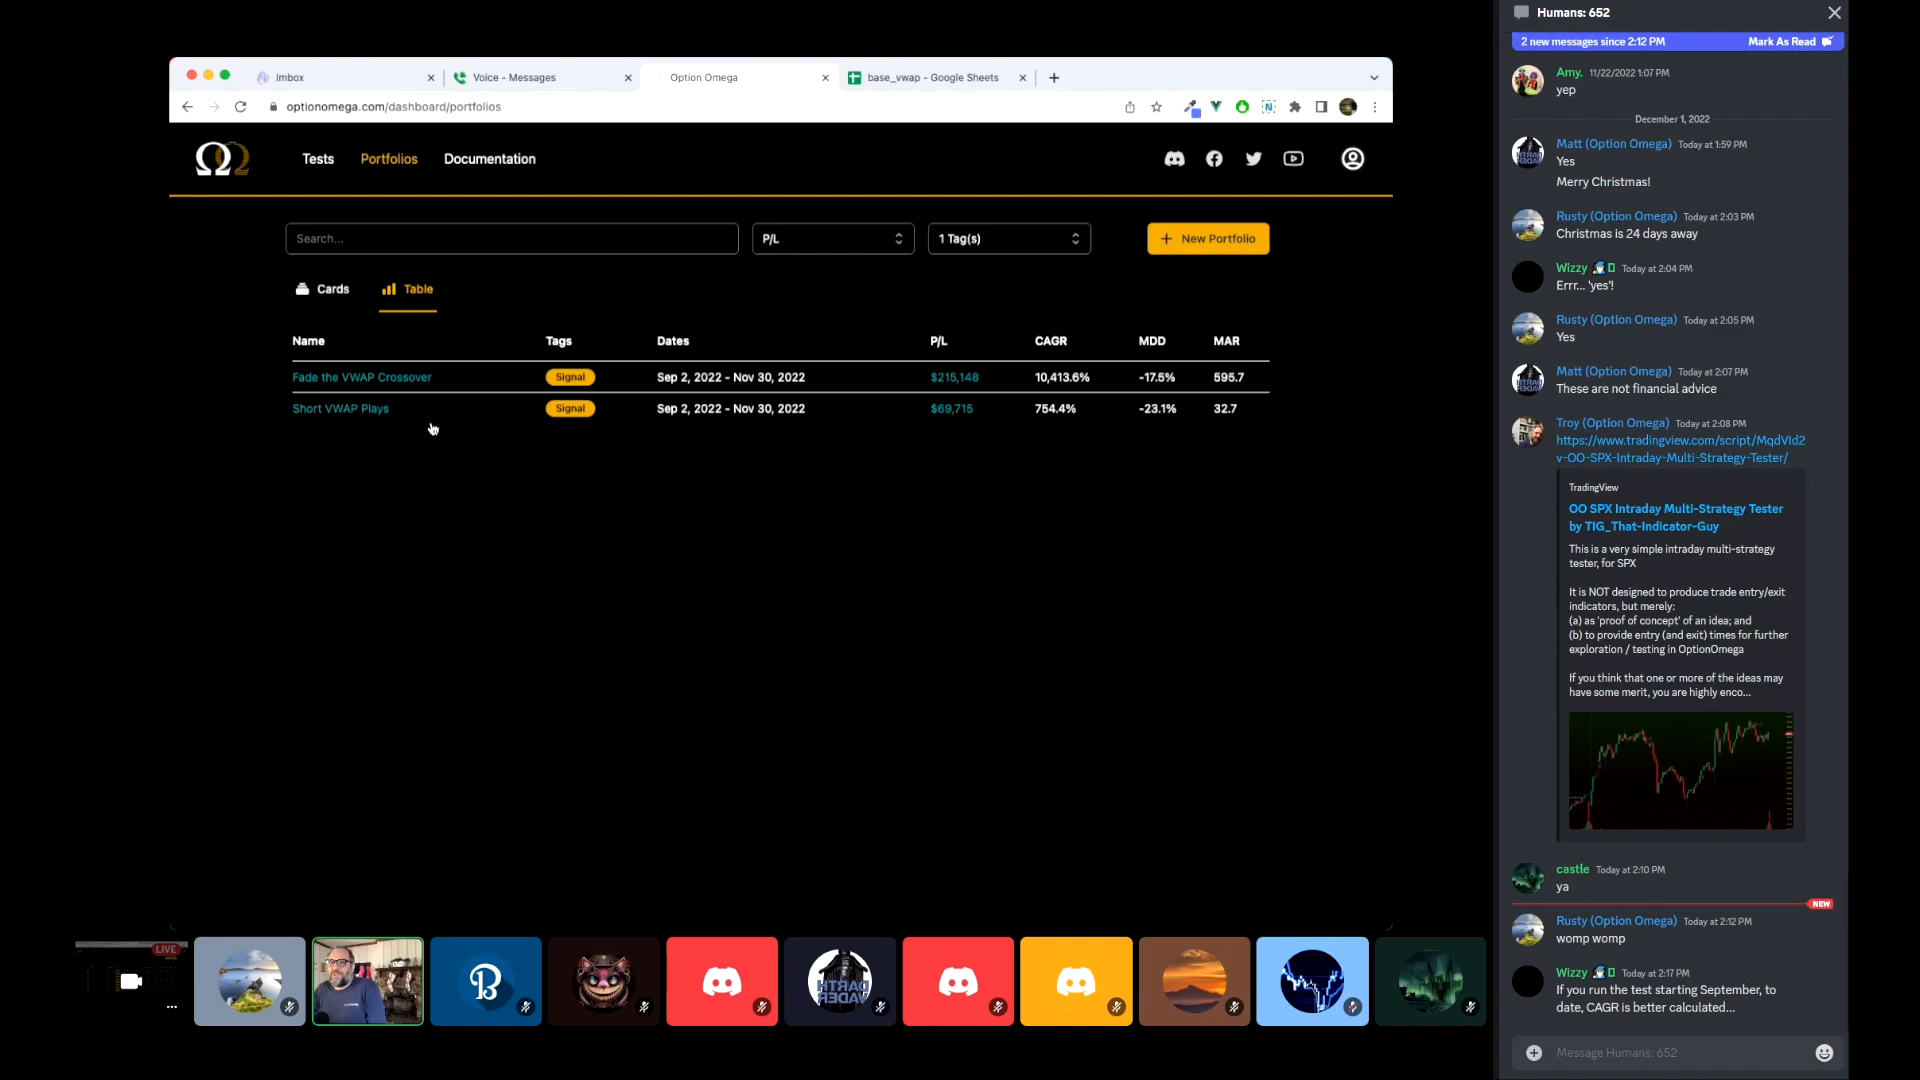 Imbox
Voice - Messages
Option Omega
base_vwap - Google Sheets
optionomega.com/dashboard/portfolios
Tests
Portfolios
Documentation
Search...
P/L
1 Tag(s)
New Portfolio
Cards
Table
Name Tags Dates P/L CAGR MDD MAR
Fade the VWAP Crossover Signal Sep 2, 2022 - Nov 30, 2022 $215,148 10,413.6% -17.5% 595.7
Short VWAP Plays Signal Sep 2, 2022 - Nov 30, 2022 $69,715 754.4% -23.1% 32.7
LIVE
Humans: 652
2 new messages since 2:12 PM Mark As Read
Amy. 11/22/2022 1:07 PM
yep
December 1, 2022
Matt (Option Omega) Today at 1:59 PM
Yes
Merry Christmas!
Rusty (Option Omega) Today at 2:03 PM
Christmas is 24 days away
Wizzy Today at 2:04 PM
Errr... 'yes'!
Rusty (Option Omega) Today at 2:05 PM
Yes
Matt (Option Omega) Today at 2:07 PM
These are not financial advice
Troy (Option Omega) Today at 2:08 PM
https://www.tradingview.com/script/MqdVId2
v-OO-SPX-Intraday-Multi-Strategy-Tester/
TradingView
OO SPX Intraday Multi-Strategy Tester
by TIG_That-Indicator-Guy
This is a very simple intraday multi-strategy
tester, for SPX
It is NOT designed to produce trade entry/exit
indicators, but merely:
(a) as 'proof of concept' of an idea; and
(b) to provide entry (and exit) times for further
exploration / testing in OptionOmega
If you think that one or more of the ideas may
have some merit, you are highly enco...
castle Today at 2:10 PM
ya
NEW
Rusty (Option Omega) Today at 2:12 PM
womp womp
Wizzy Today at 2:17 PM
If you run the test starting September, to
date, CAGR is better calculated...
Message Humans: 652